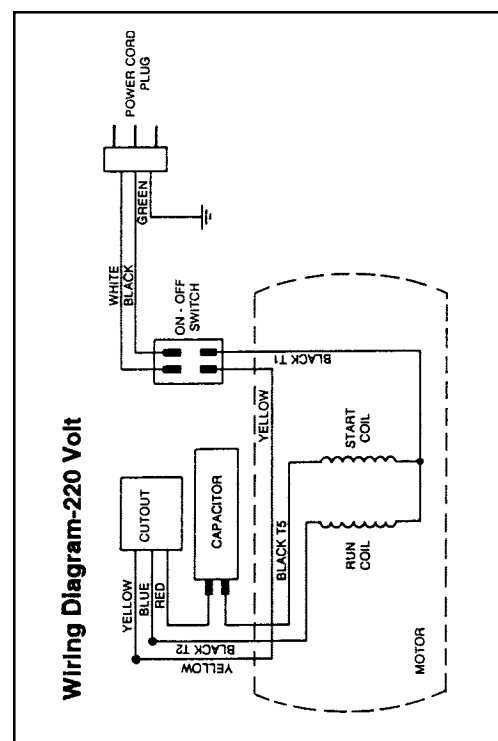 Wiring Diagram-220 Volt
POWER CORD
PLUG
GREEN
WHITE
BLACK
ON - OFF
SWITCH
CUTOUT
YELLOW
BLUE
RED
CAPACITOR
BLACK T1
YELLOW
BLACK T2
YELLOW
BLACK T5
START
COIL
RUN
COIL
MOTOR